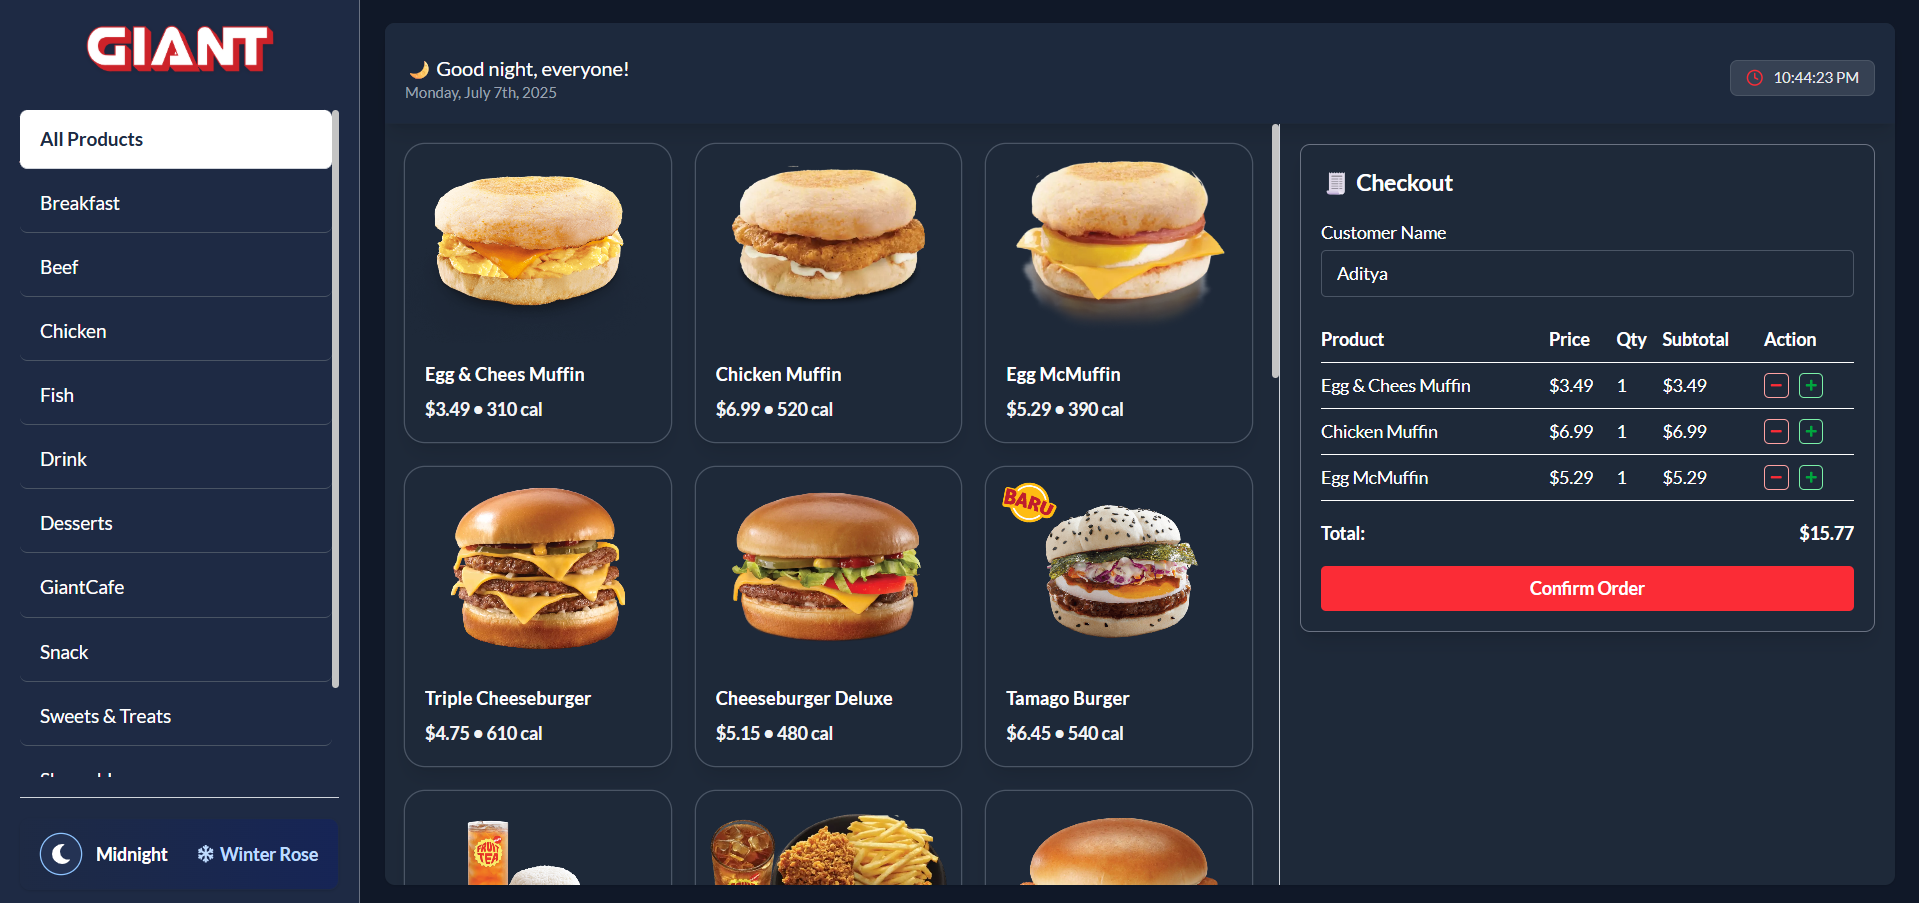 GIANT
All Products
Breakfast
Beef
Chicken
Fish
Drink
Desserts
GiantCafe
Snack
Sweets & Treats
Midnight
Winter Rose
Good night, everyone!
Monday, July 7th, 2025
10:44:23 PM
Egg & Chees Muffin
$3.49 • 310 cal
Chicken Muffin
$6.99 • 520 cal
Egg McMuffin
$5.29 • 390 cal
Triple Cheeseburger
$4.75 • 610 cal
Cheeseburger Deluxe
$5.15 • 480 cal
BARU
Tamago Burger
$6.45 • 540 cal
FRUIT
TEA
Checkout
Customer Name
Aditya
Product Price Qty Subtotal Action
Egg & Chees Muffin $3.49 1 $3.49
Chicken Muffin $6.99 1 $6.99
Egg McMuffin $5.29 1 $5.29
Total: $15.77
Confirm Order